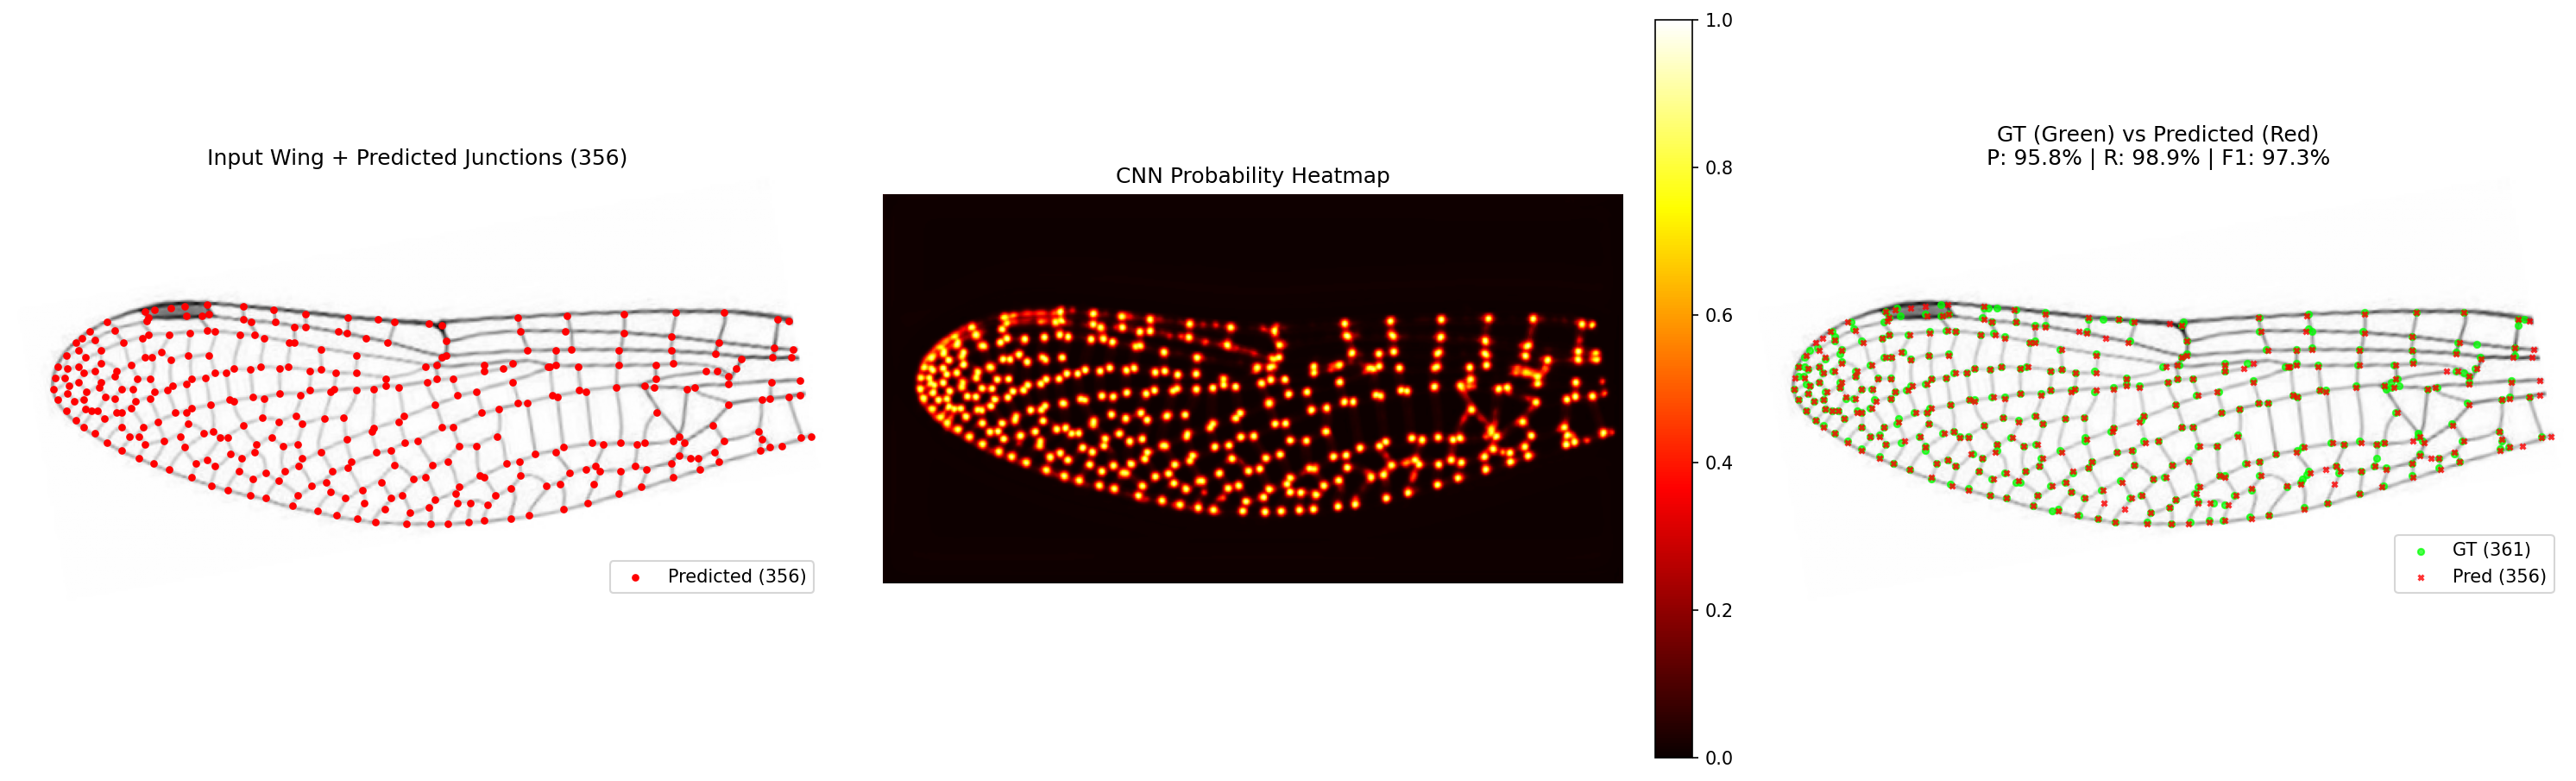 Input Wing + Predicted Junctions (356)
Predicted (356)
CNN Probability Heatmap
1.0
0.8
0.6
0.4
0.2
0.0
GT (Green) vs Predicted (Red)
P: 95.8% | R: 98.9% | F1: 97.3%
GT (361)
Pred (356)